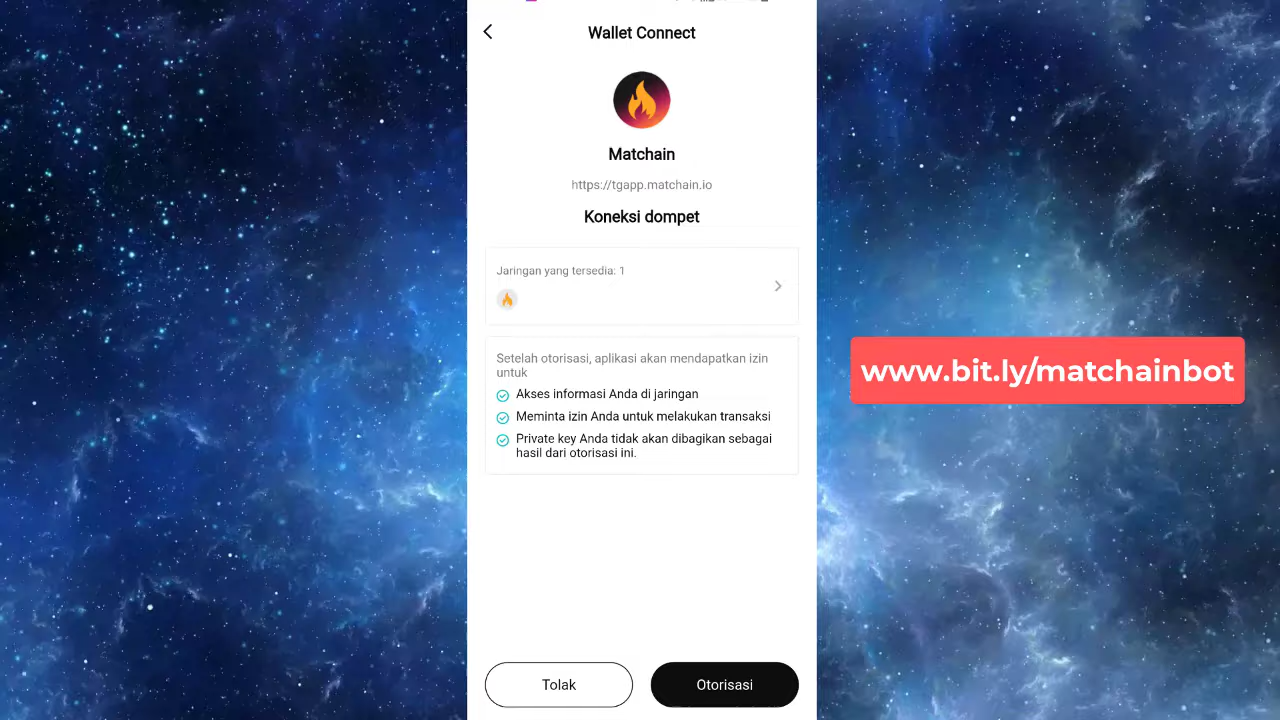 Wallet Connect
Matchain
https://tgapp.matchain.io
Koneksi dompet
Jaringan yang tersedia: 1
Setelah otorisasi, aplikasi akan mendapatkan izin
untuk
Akses informasi Anda di jaringan
Meminta izin Anda untuk melakukan transaksi
Private key Anda tidak akan dibagikan sebagai
hasil dari otorisasi ini.
www.bit.ly/matchainbot
Tolak
Otorisasi